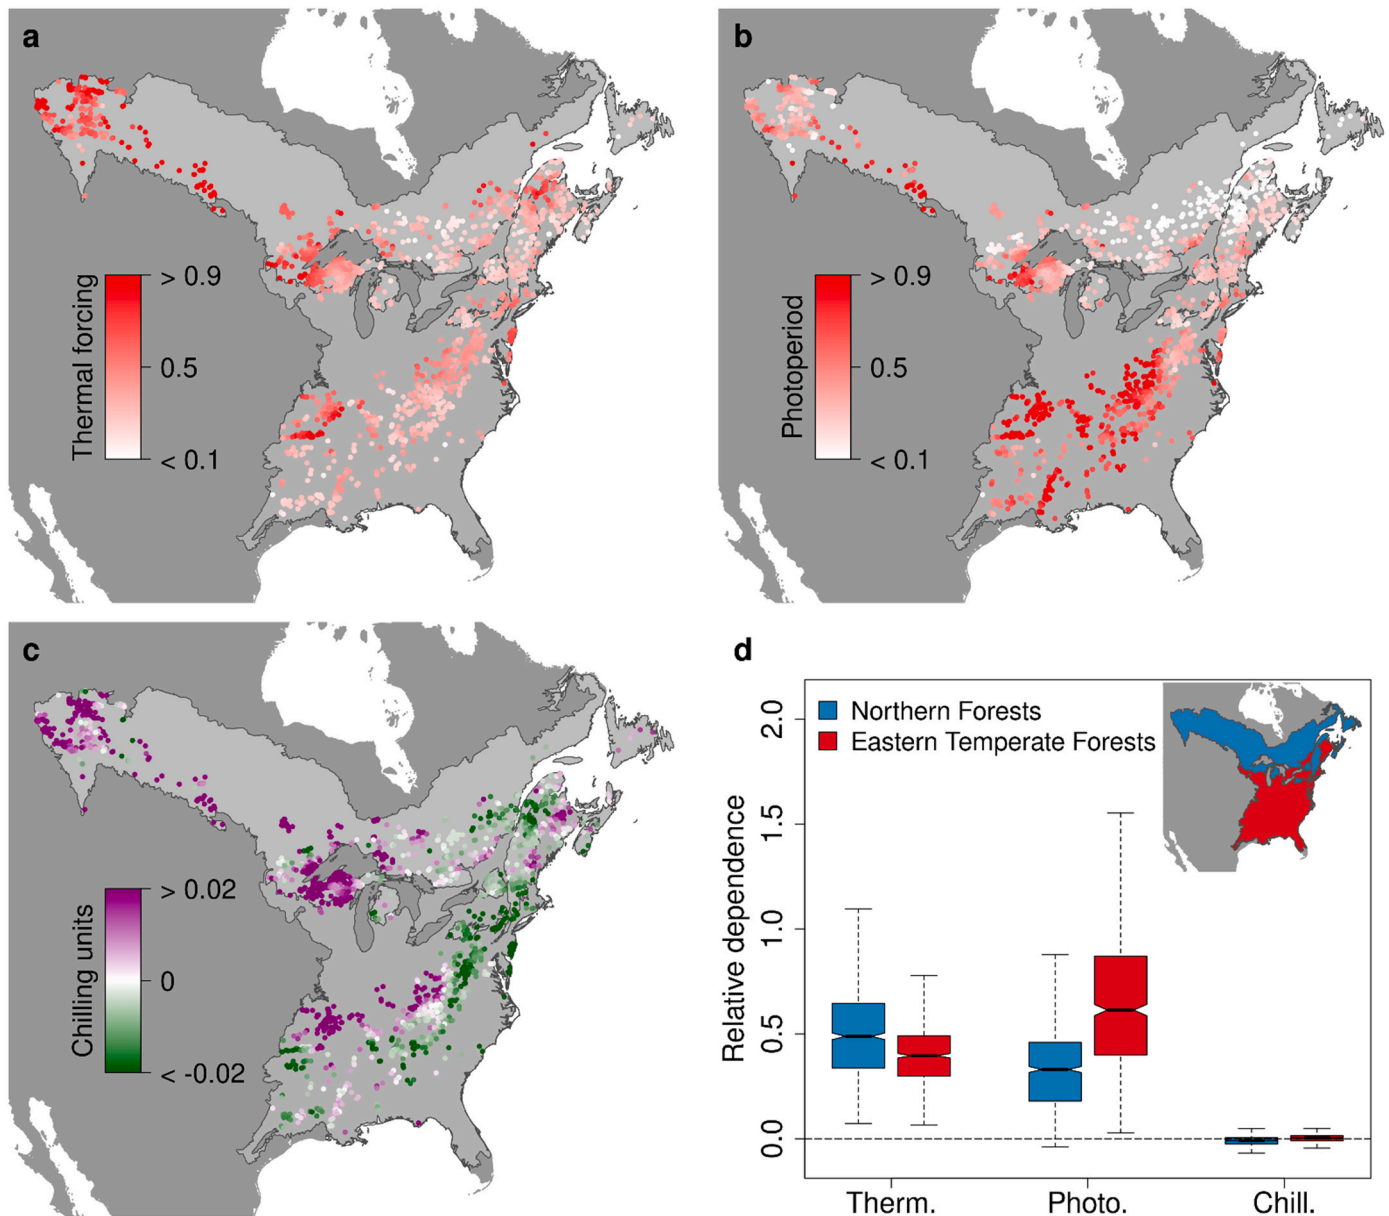 a
Thermal forcing
> 0.9
0.5
< 0.1
b
Photoperiod
> 0.9
0.5
< 0.1
c
Chilling units
> 0.02
0
< -0.02
d
Northern Forests
Eastern Temperate Forests
Relative dependence
2.0
1.5
1.0
0.5
0.0
Therm.
Photo.
Chill.